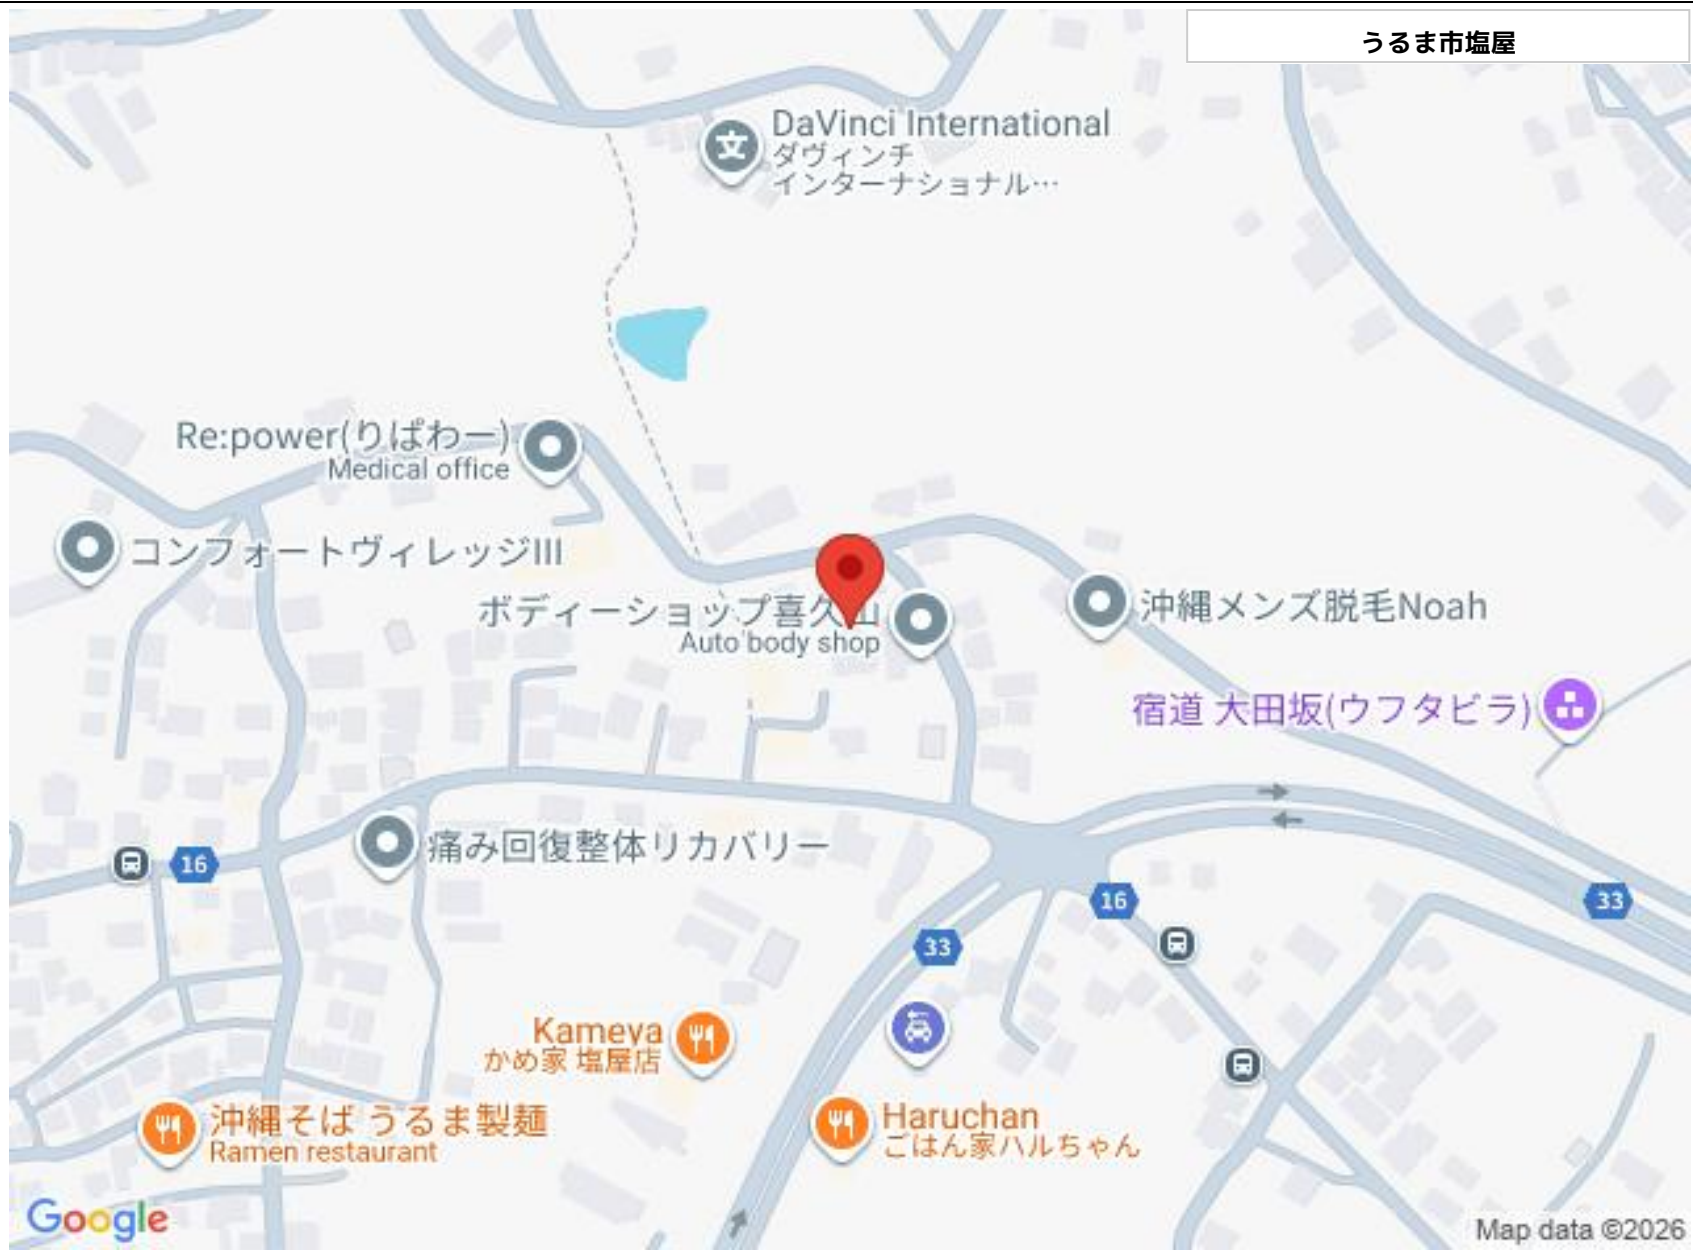 うるま市塩屋
DaVinci International
ダヴィンチ
インターナショナル…
Re:power(りぱわー)
Medical office
コンフォートヴィレッジIII
ボディーショップ喜久山
Auto body shop
沖縄メンズ脱毛Noah
宿道 大田坂(ウフタビラ)
痛み回復整体リカバリー
16
16
33
33
Kameya
かめ家 塩屋店
Haruchan
ごはん家ハルちゃん
沖縄そば うるま製麺
Ramen restaurant
Google
Map data ©2026